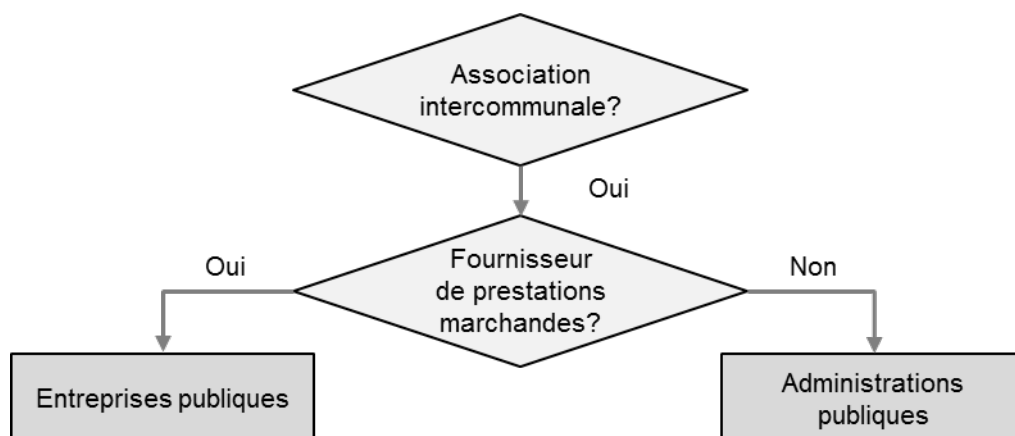 Association
intercommunale?
Oui
Oui
Fournisseur
de prestations
marchandes?
Non
Entreprises publiques
Administrations
publiques